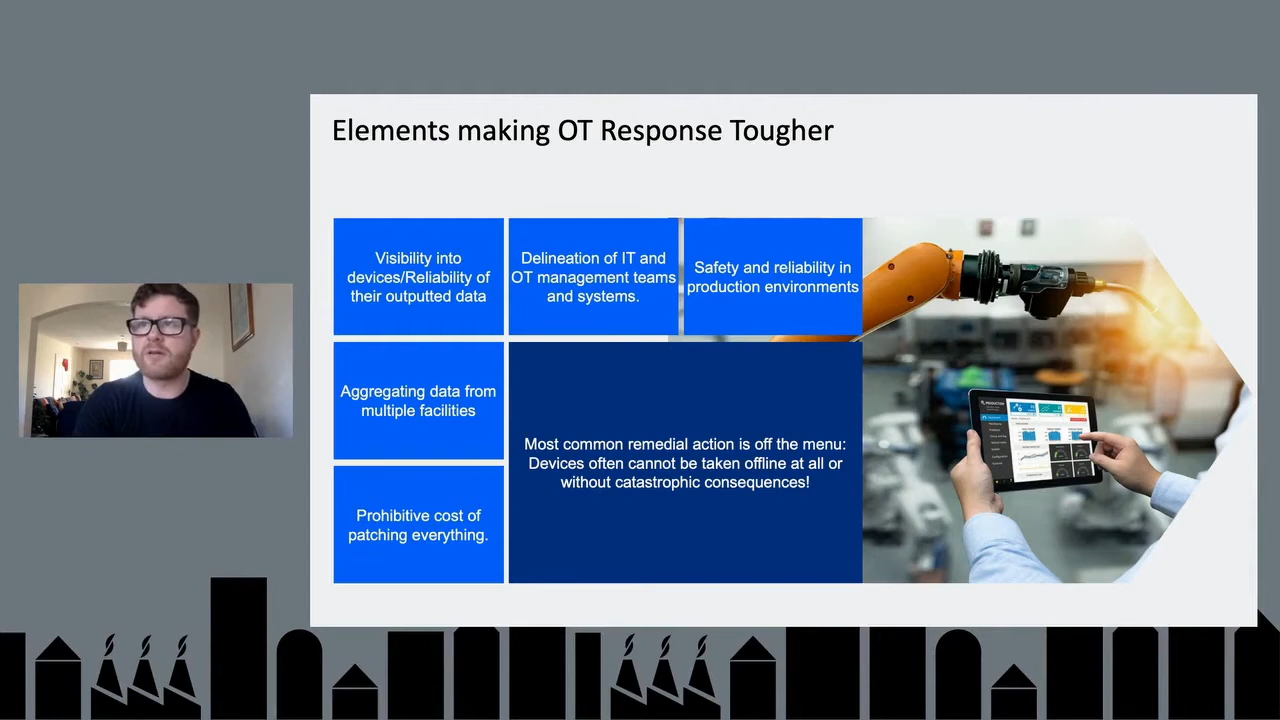 Elements making OT Response Tougher
Visibility into
devices/Reliability of
their outputted data
Delineation of IT and
OT management teams
and systems.
Safety and reliability in
production environments
Aggregating data from
multiple facilities
Most common remedial action is off the menu:
Devices often cannot be taken offline at all or
without catastrophic consequences!
Prohibitive cost of
patching everything.